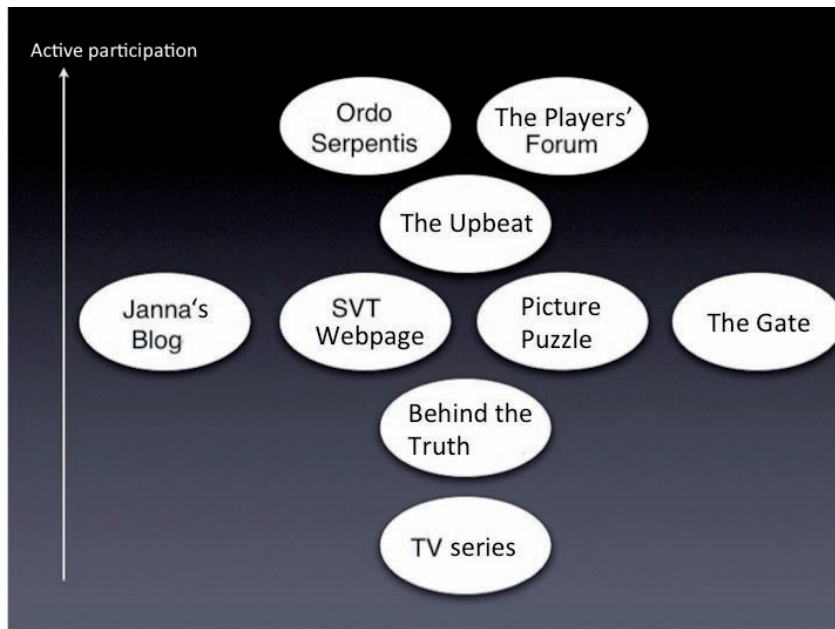 Active participation
Ordo
Serpentis
The Players’
Forum
The Upbeat
Janna‘s
Blog
SVT
Webpage
Picture
Puzzle
The Gate
Behind the
Truth
TV series